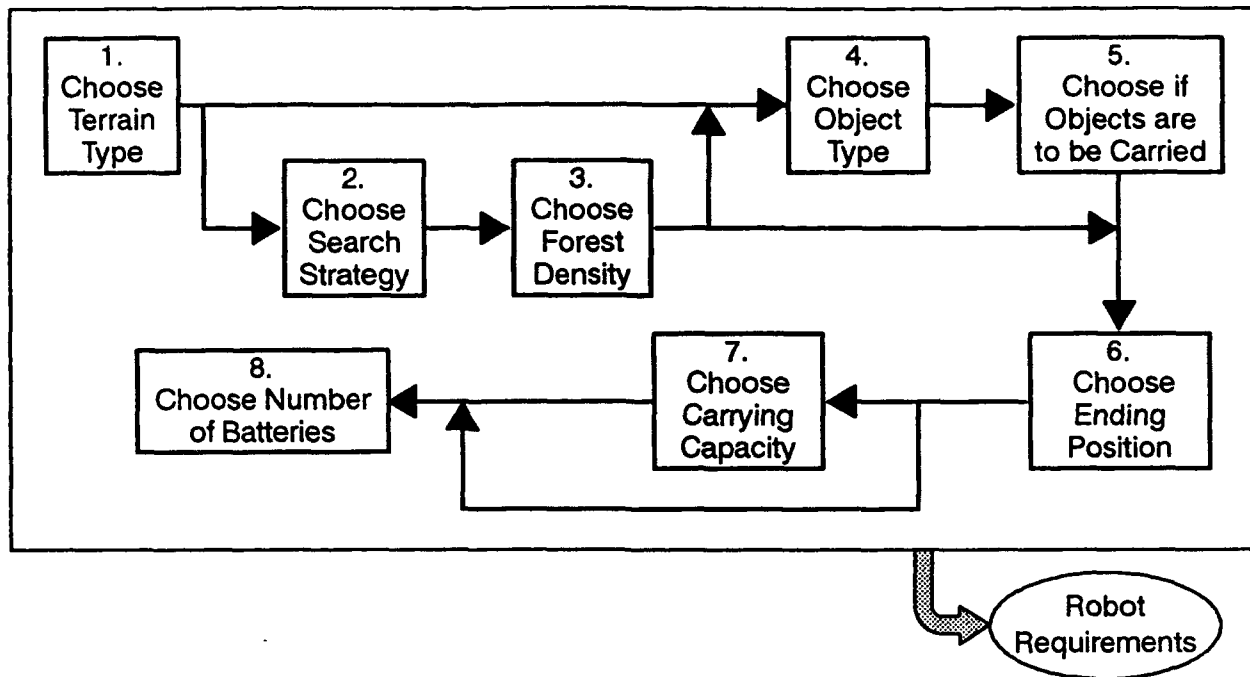 1.
Choose
Terrain
Type
2.
Choose
Search
Strategy
3.
Choose
Forest
Density
4.
Choose
Object
Type
5.
Choose if
Objects are
to be Carried
6.
Choose
Ending
Position
7.
Choose
Carrying
Capacity
8.
Choose Number
of Batteries
Robot
Requirements